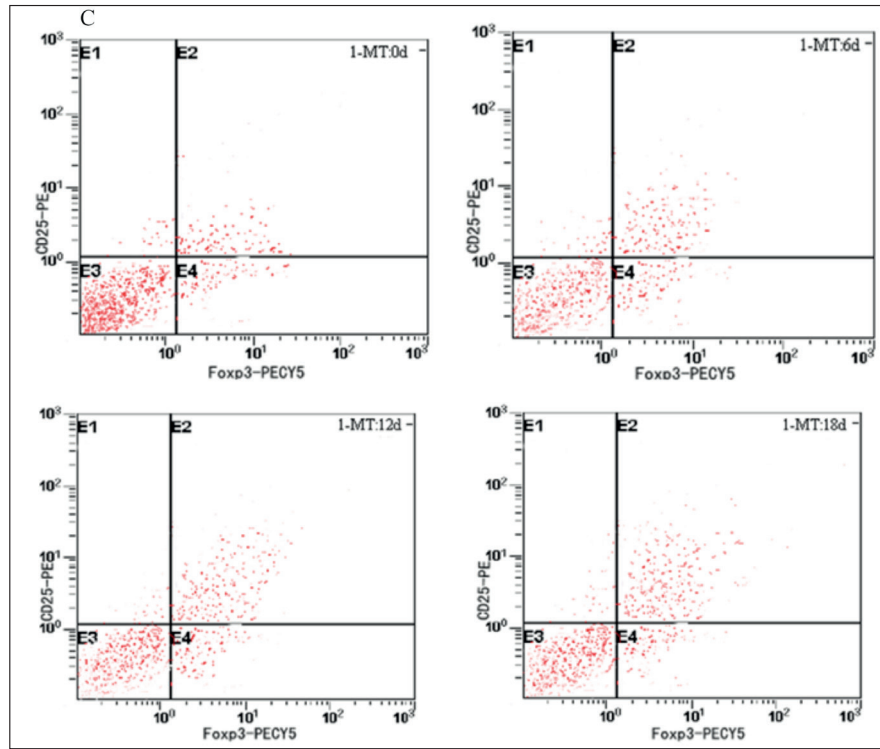 C
E1 E2 1-MT:0d
10³
10²
10¹
10⁰
CD25-PE
E3 E4
10⁰ 10¹ 10² 10³
Foxp3-PECY5
E1 E2 1-MT:6d
10³
10²
10¹
10⁰
CD25-PE
E3 E4
10⁰ 10¹ 10² 10³
Foxp3-PECY5
E1 E2 1-MT:12d
10³
10²
10¹
10⁰
CD25-PE
E3 E4
10⁰ 10¹ 10² 10³
Foxp3-PECY5
E1 E2 1-MT:18d
10³
10²
10¹
10⁰
CD25-PE
E3 E4
10⁰ 10¹ 10² 10³
Foxp3-PECY5